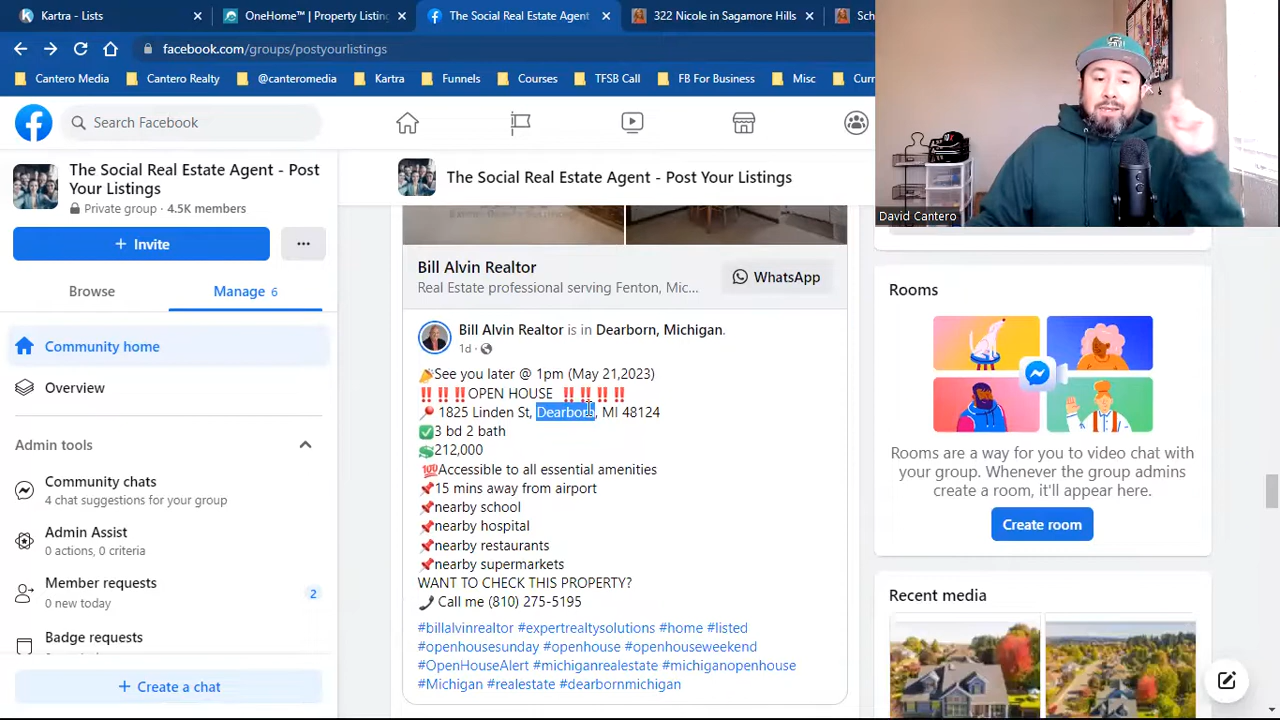 Kartra - Lists
OneHome™ | Property Listing
The Social Real Estate Agent
322 Nicole in Sagamore Hills
Sch
facebook.com/groups/postyourlistings
Cantero Media
Cantero Realty
@canteromedia
Kartra
Funnels
Courses
TFSB Call
FB For Business
Misc
Curr
Search Facebook
David Cantero
The Social Real Estate Agent - Post
Your Listings
Private group · 4.5K members
+ Invite
...
Browse
Manage 6
Community home
Overview
Admin tools
Community chats
4 chat suggestions for your group
Admin Assist
0 actions, 0 criteria
Member requests
0 new today
2
Badge requests
+ Create a chat
The Social Real Estate Agent - Post Your Listings
Bill Alvin Realtor
Real Estate professional serving Fenton, Mic...
WhatsApp
Bill Alvin Realtor is in Dearborn, Michigan.
1d ·
🎉See you later @ 1pm (May 21,2023)
‼️‼️‼️OPEN HOUSE ‼️‼️‼️‼️
📍 1825 Linden St, Dearborn, MI 48124
✅3 bd 2 bath
💲212,000
💯Accessible to all essential amenities
📌15 mins away from airport
📌nearby school
📌nearby hospital
📌nearby restaurants
📌nearby supermarkets
WANT TO CHECK THIS PROPERTY?
📞 Call me (810) 275-5195
#billalvinrealtor #expertrealtysolutions #home #listed
#openhousesunday #openhouse #openhouseweekend
#OpenHouseAlert #michiganrealestate #michiganopenhouse
#Michigan #realestate #dearbornmichigan
Rooms
Rooms are a way for you to video chat with
your group. Whenever the group admins
create a room, it'll appear here.
Create room
Recent media